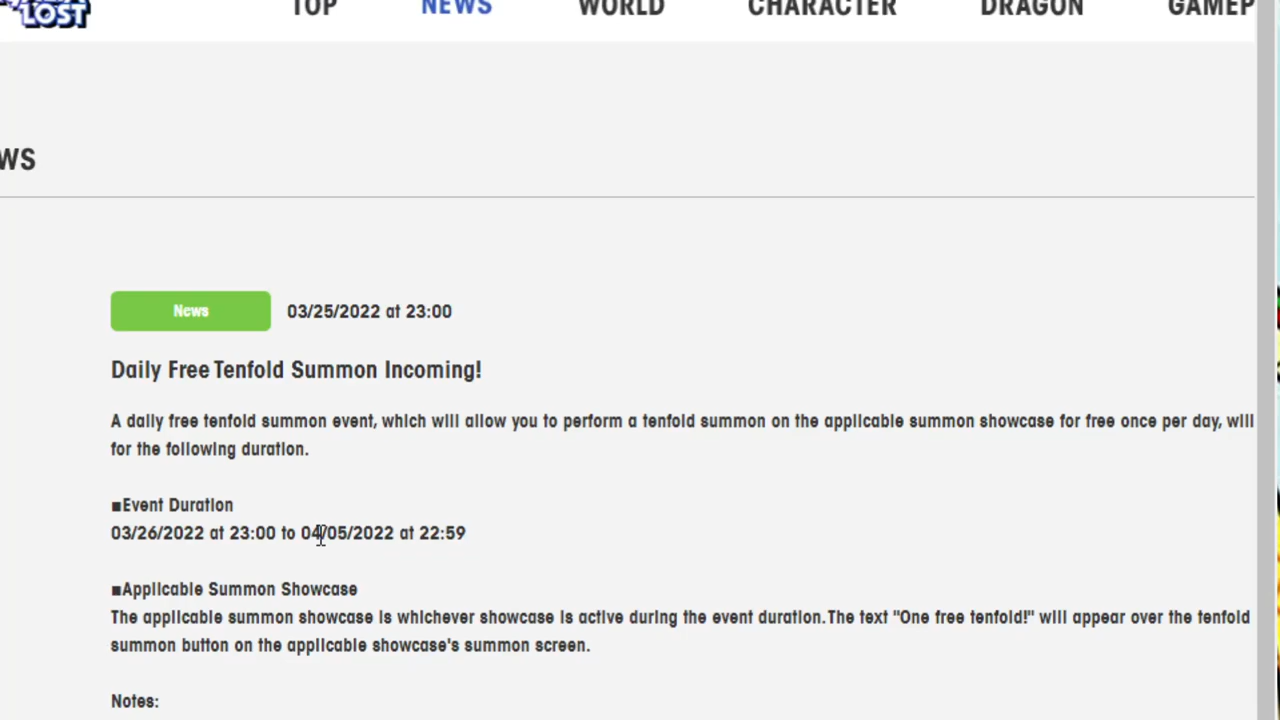 LOST
TOP NEWS WORLD CHARACTER DRAGON GAMEP
WS
News 03/25/2022 at 23:00
Daily Free Tenfold Summon Incoming!
A daily free tenfold summon event, which will allow you to perform a tenfold summon on the applicable summon showcase for free once per day, will
for the following duration.
■Event Duration
03/26/2022 at 23:00 to 04/05/2022 at 22:59
■Applicable Summon Showcase
The applicable summon showcase is whichever showcase is active during the event duration. The text "One free tenfold!" will appear over the tenfold
summon button on the applicable showcase's summon screen.
Notes: